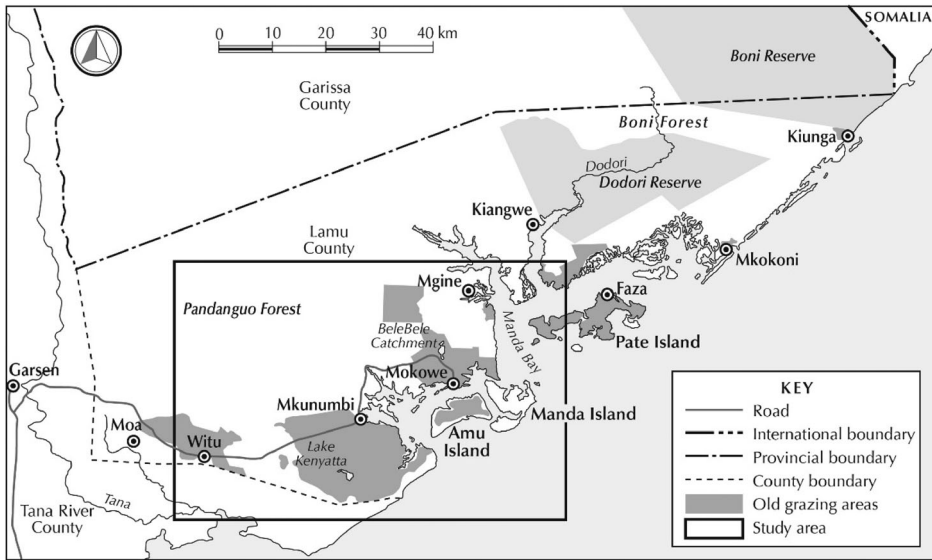 SOMALIA
0 10 20 30 40 km
Boni Reserve
Garissa
County
Boni Forest
Kiunga
Dodori
Dodori Reserve
Kiangwe
Lamu
County
Mkokoni
Mgine
Faza
Pandanguo Forest
BeleBele
Catchment
Manda Bay
Pate Island
Garsen
Mokowe
Mkunumbi
Manda Island
Moa
Amu
Island
Witu
Lake
Kenyatta
Tana
Tana River
County
KEY
Road
International boundary
Provincial boundary
County boundary
Old grazing areas
Study area